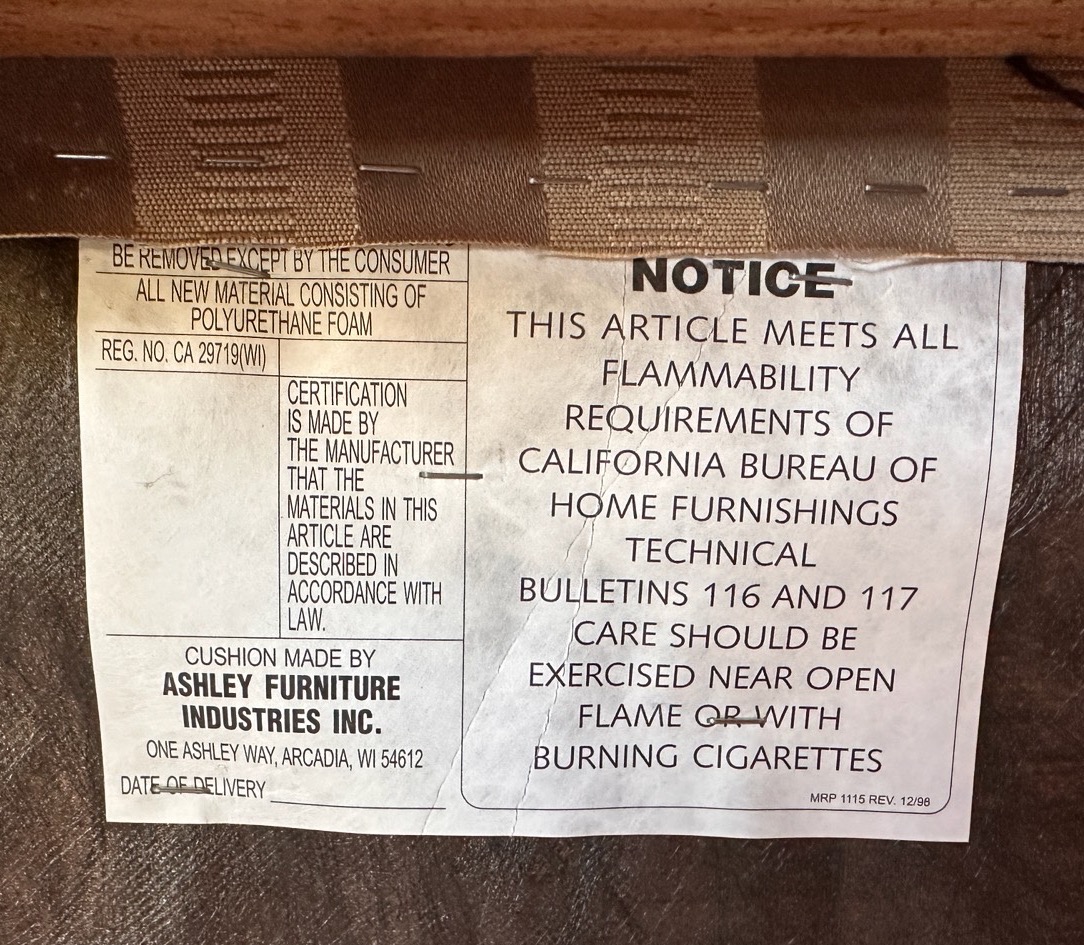 BE REMOVED EXCEPT BY THE CONSUMER
ALL NEW MATERIAL CONSISTING OF
POLYURETHANE FOAM
REG. NO. CA 29719(WI)
CERTIFICATION
IS MADE BY
THE MANUFACTURER
THAT THE
MATERIALS IN THIS
ARTICLE ARE
DESCRIBED IN
ACCORDANCE WITH
LAW.
CUSHION MADE BY
ASHLEY FURNITURE
INDUSTRIES INC.
ONE ASHLEY WAY, ARCADIA, WI 54612
DATE OF DELIVERY
NOTICE
THIS ARTICLE MEETS ALL
FLAMMABILITY
REQUIREMENTS OF
CALIFORNIA BUREAU OF
HOME FURNISHINGS
TECHNICAL
BULLETINS 116 AND 117
CARE SHOULD BE
EXERCISED NEAR OPEN
FLAME OR WITH
BURNING CIGARETTES
MRP 1115 REV. 12/98